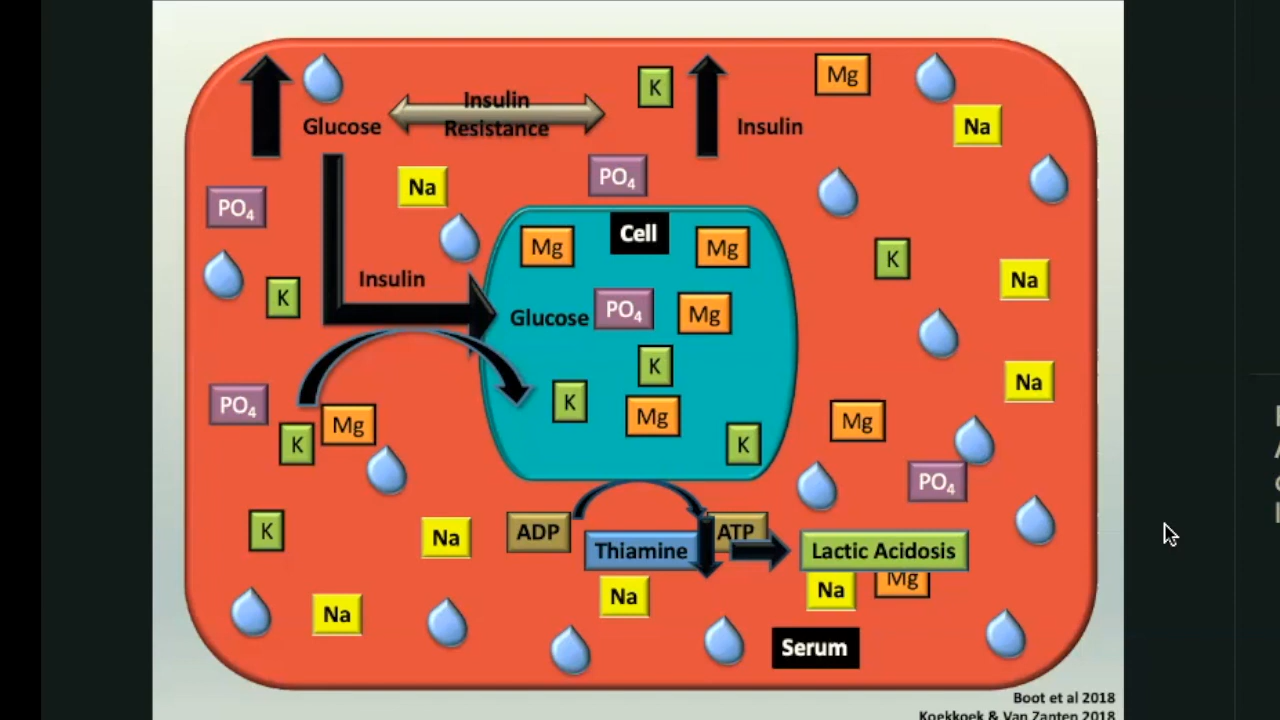 K
Mg
Glucose
Insulin
Resistance
Insulin
Na
PO4
Na
PO4
Cell
Mg
Mg
K
K
Insulin
Na
Glucose
PO4
Mg
K
Na
PO4
K
Mg
K
Mg
K
Mg
PO4
K
Na
ADP
Thiamine
ATP
Lactic Acidosis
Na
Na
Na
Mg
Serum
Boot et al 2018
Koekkoek & Van Zanten 2018